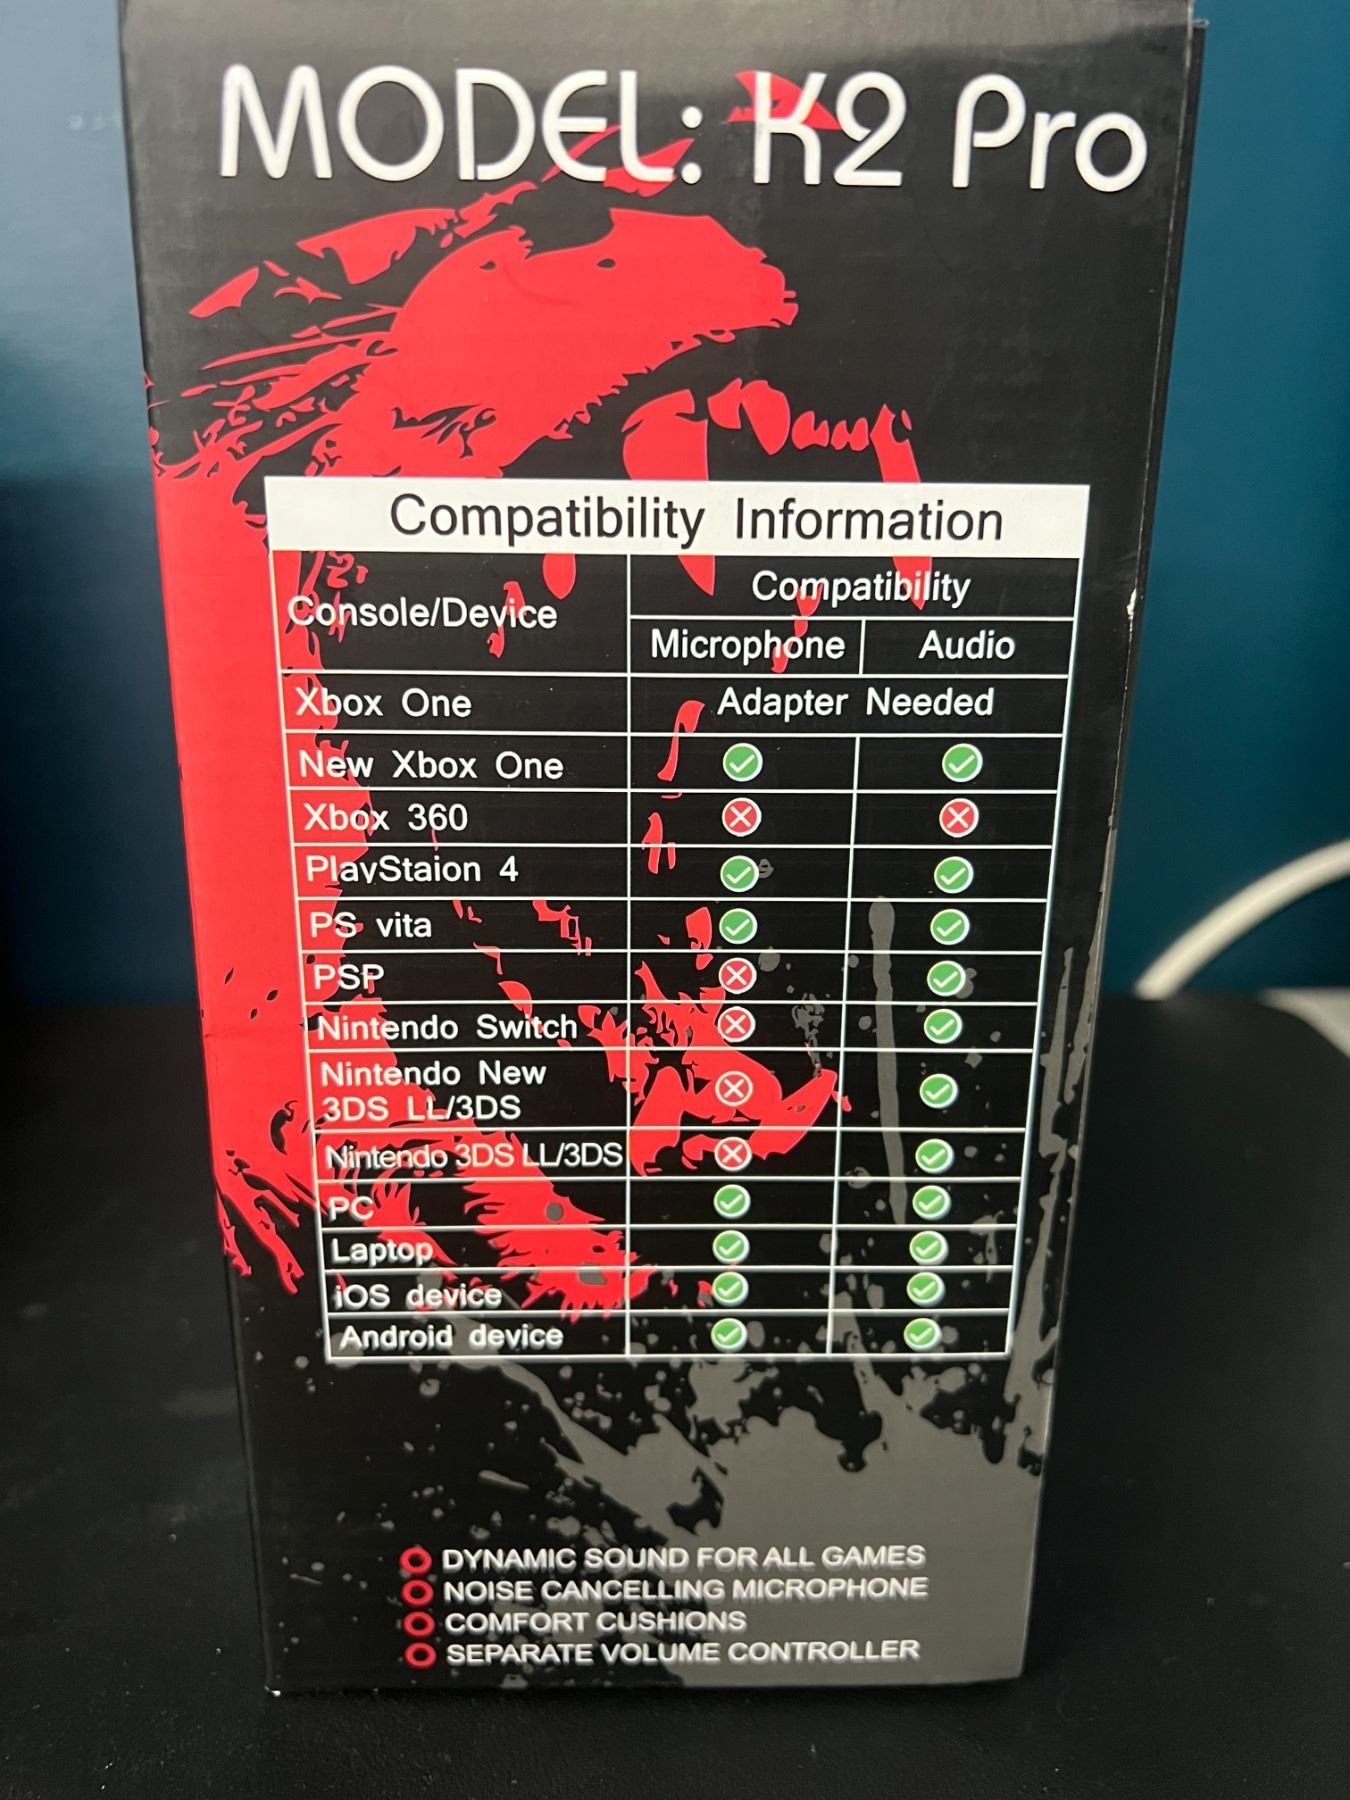 MODEL: K2 Pro
Compatibility Information
Console/Device
Compatibility
Microphone Audio
Xbox One Adapter Needed
New Xbox One
Xbox 360
PlayStaion 4
PS vita
PSP
Nintendo Switch
Nintendo New
3DS LL/3DS
Nintendo 3DS LL/3DS
PC
Laptop
iOS device
Android device
DYNAMIC SOUND FOR ALL GAMES
NOISE CANCELLING MICROPHONE
COMFORT CUSHIONS
SEPARATE VOLUME CONTROLLER